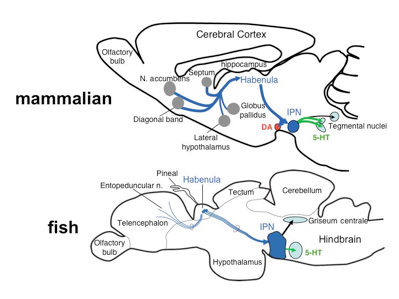 Cerebral Cortex
Olfactory
bulb
hippocampus
Septum
N. accumbens
Habenula
mammalian
Globus
pallidus
Diagonal band
IPN
DA
Tegmental nuclei
Lateral
hypothalamus
5-HT
Pineal
Entopeduncular n.
Habenula
Tectum
Cerebellum
Telencephalon
IPN
Griseum centrale
fish
Hindbrain
Olfactory
bulb
5-HT
Hypothalamus